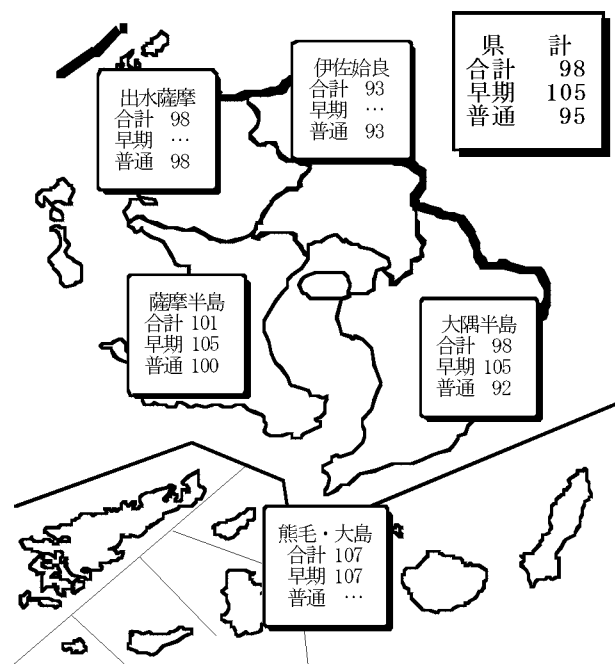 県　計
合計 98
早期 105
普通 95
伊佐姶良
合計 93
早期 …
普通 93
出水薩摩
合計 98
早期 …
普通 98
薩摩半島
合計 101
早期 105
普通 100
大隅半島
合計 98
早期 105
普通 92
熊毛・大島
合計 107
早期 107
普通 …